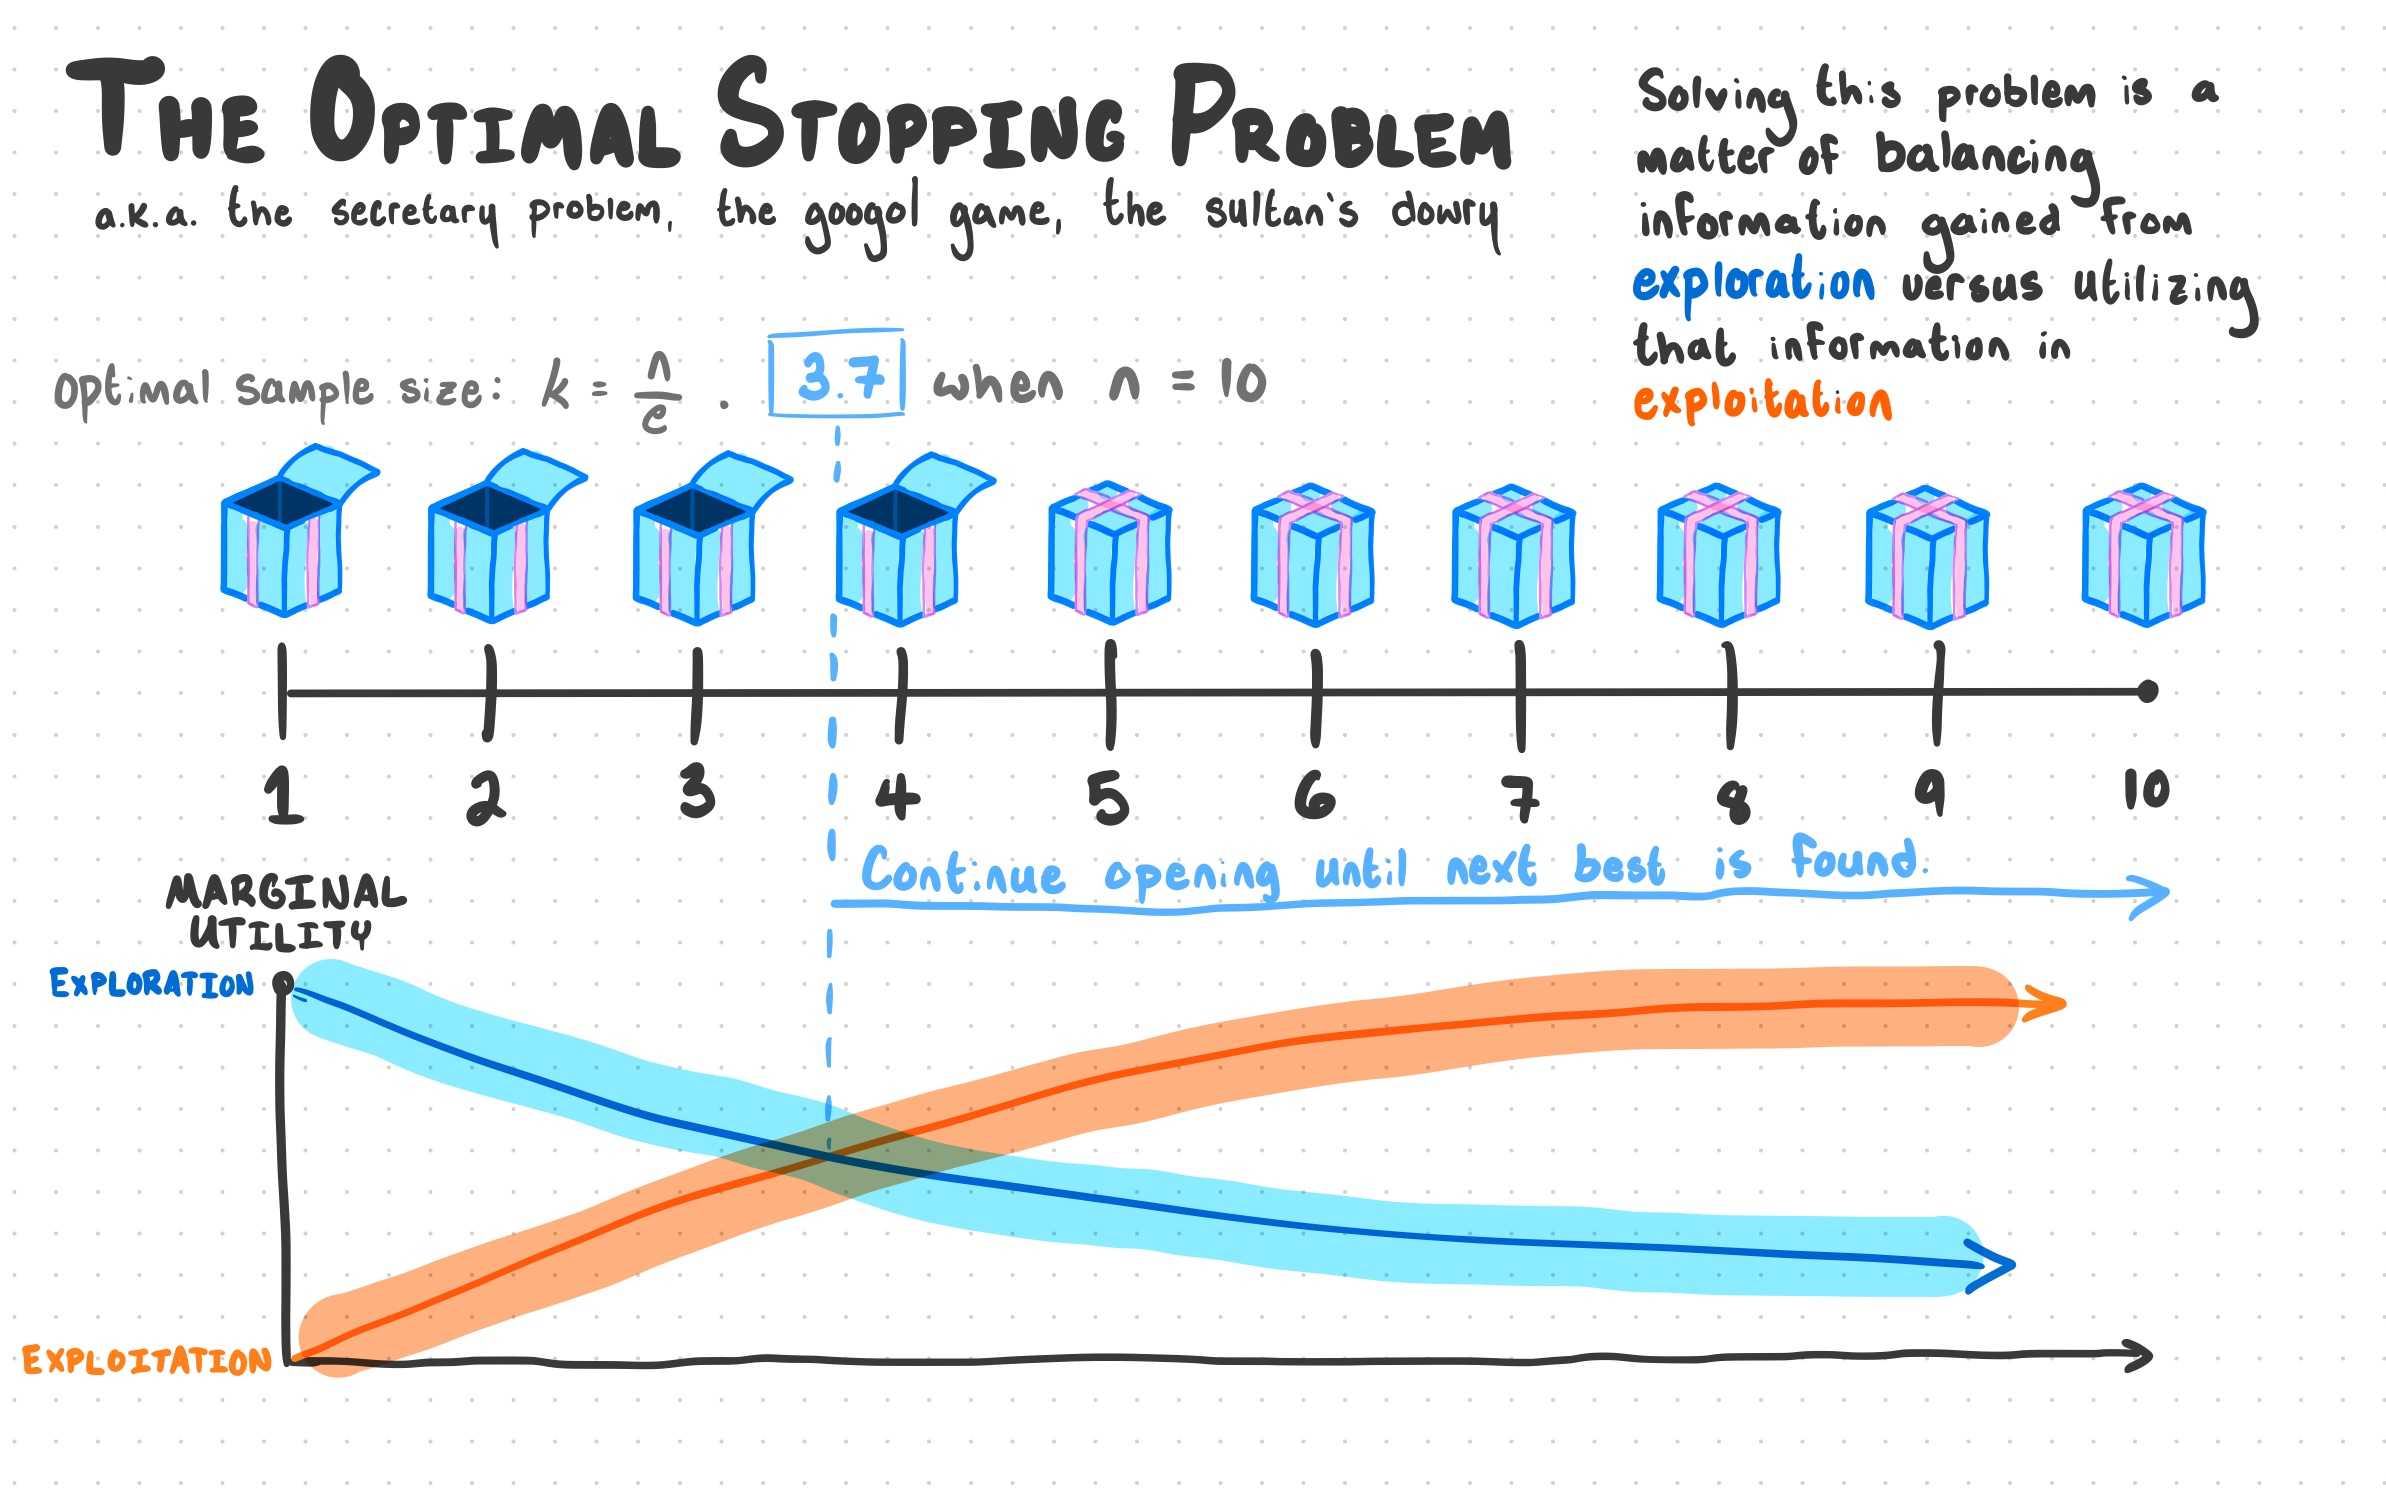 The Optimal Stopping Problem
a.k.a. the secretary problem, the googol game, the sultan's dowry
Solving this problem is a
matter of balancing
information gained from
exploration versus utilizing
that information in
exploitation
optimal sample size: k = n/e . 3.7 when n = 10
1 2 3 4 5 6 7 8 9 10
Continue opening until next best is found.
MARGINAL
UTILITY
EXPLORATION
EXPLOITATION